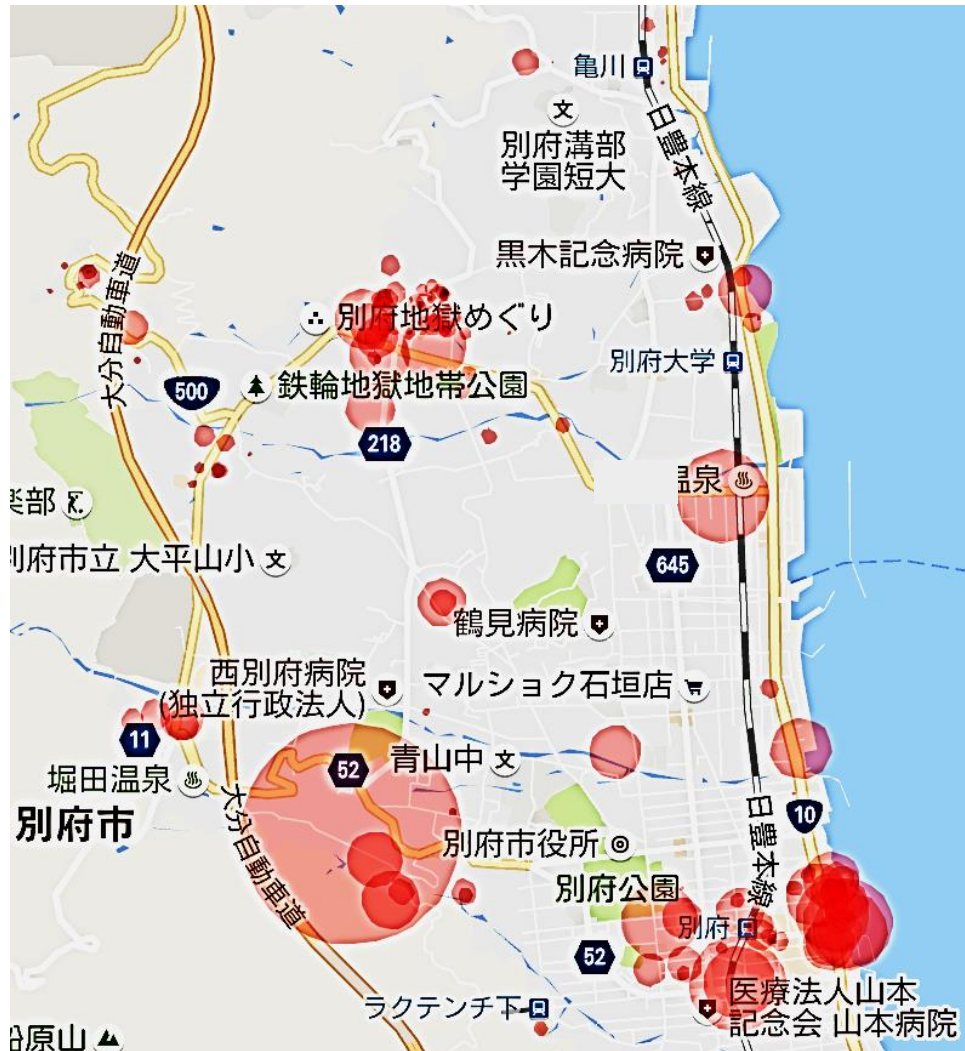 亀川
日豊本線
別府溝部
学園短大
黒木記念病院
大分自動車道
別府地獄めぐり
別府大学
500
鉄輪地獄地帯公園
218
温泉
楽部
別府市立 大平山小
645
鶴見病院
西別府病院
(独立行政法人)
マルショク石垣店
11
52
青山中
堀田温泉
10
別府市
大分自動車道
日豊本線
別府市役所
別府公園
別府
52
医療法人山本
記念会 山本病院
ラクテンチ下
船原山